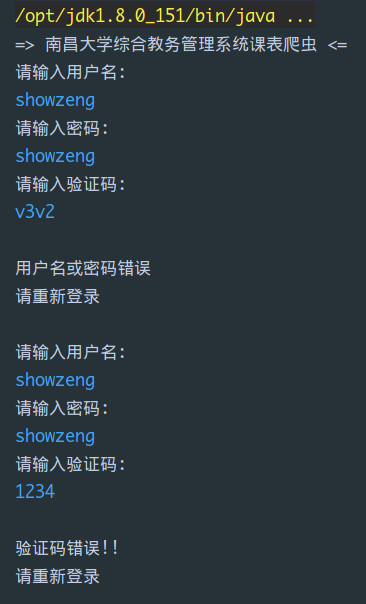 /opt/jdk1.8.0_151/bin/java ...
=> 南昌大学综合教务管理系统课表爬虫 <=
请输入用户名:
showzeng
请输入密码:
showzeng
请输入验证码:
v3v2
用户名或密码错误
请重新登录
请输入用户名:
showzeng
请输入密码:
showzeng
请输入验证码:
1234
验证码错误!!
请重新登录